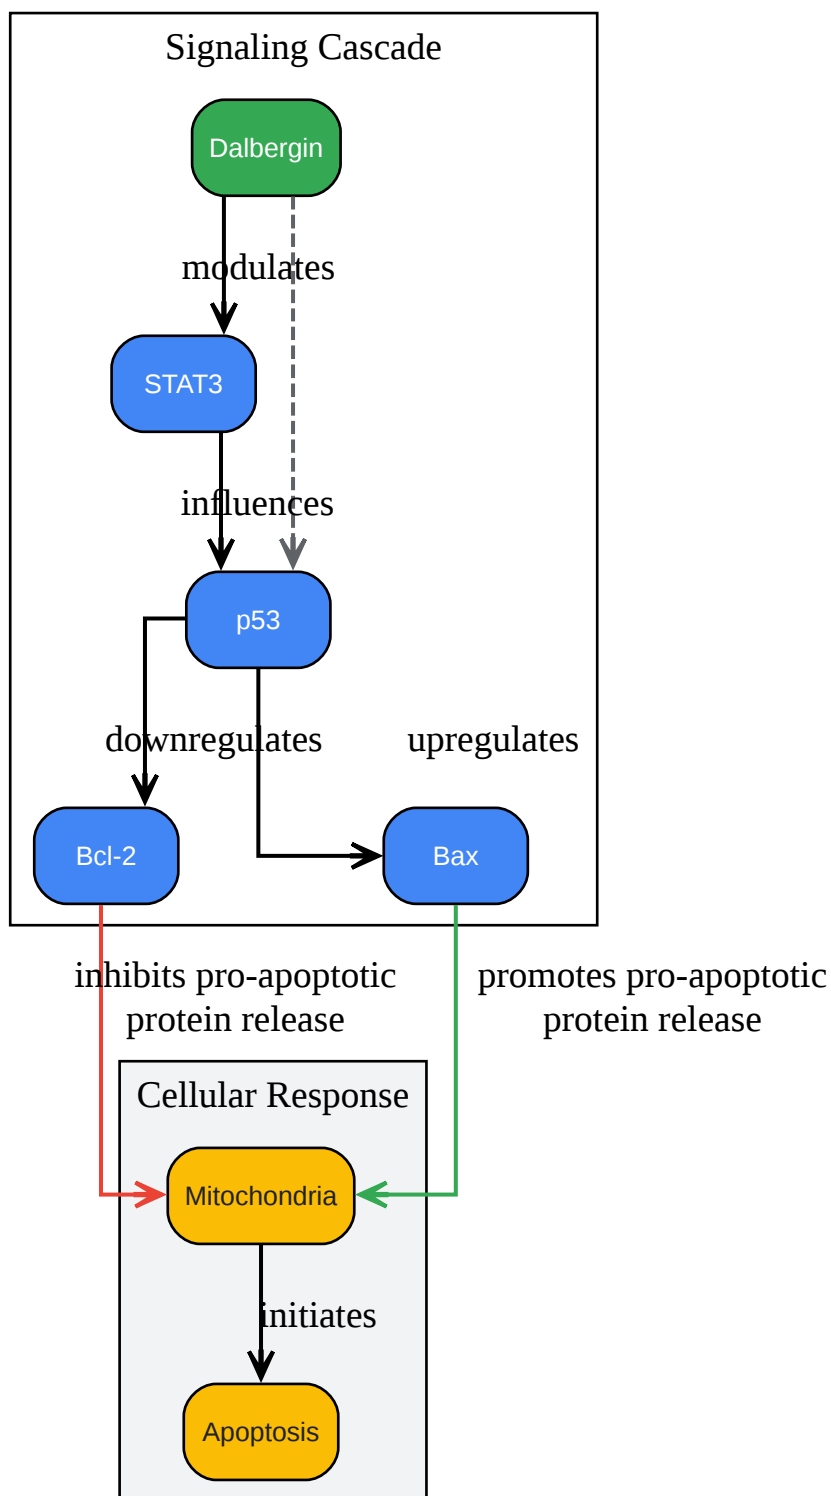 Signaling Cascade
Dalbergin
modulates
STAT3
influences
p53
downregulates
upregulates
Bcl-2
Bax
inhibits pro-apoptotic
protein release
promotes pro-apoptotic
protein release
Cellular Response
Mitochondria
initiates
Apoptosis